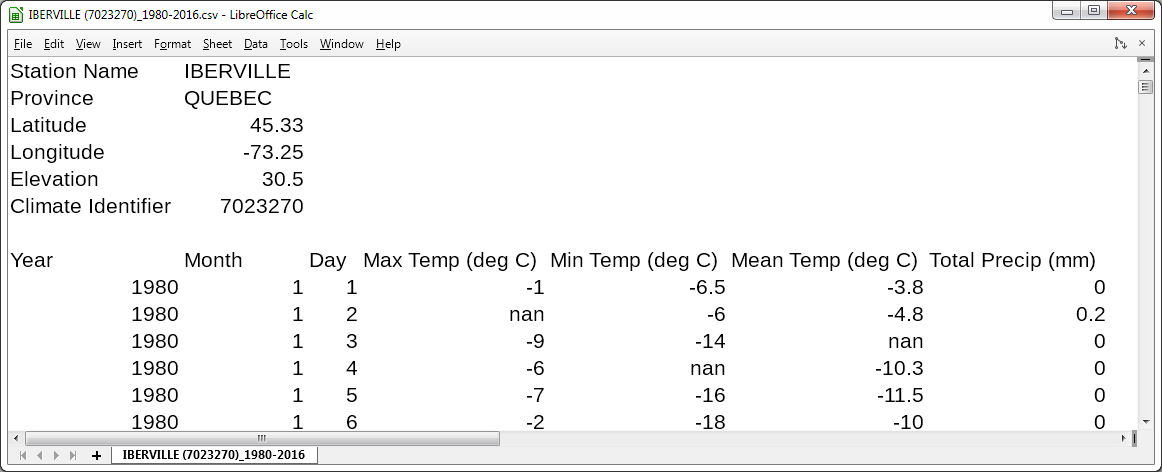 IBERVILLE (7023270)_1980-2016.csv - LibreOffice Calc
File Edit View Insert Format Sheet Data Tools Window Help
Station Name IBERVILLE
Province QUEBEC
Latitude 45.33
Longitude -73.25
Elevation 30.5
Climate Identifier 7023270
Year Month Day Max Temp (deg C) Min Temp (deg C) Mean Temp (deg C) Total Precip (mm)
1980 1 1 -1 -6.5 -3.8 0
1980 1 2 nan -6 -4.8 0.2
1980 1 3 -9 -14 nan 0
1980 1 4 -6 nan -10.3 0
1980 1 5 -7 -16 -11.5 0
1980 1 6 -2 -18 -10 0
IBERVILLE (7023270)_1980-2016